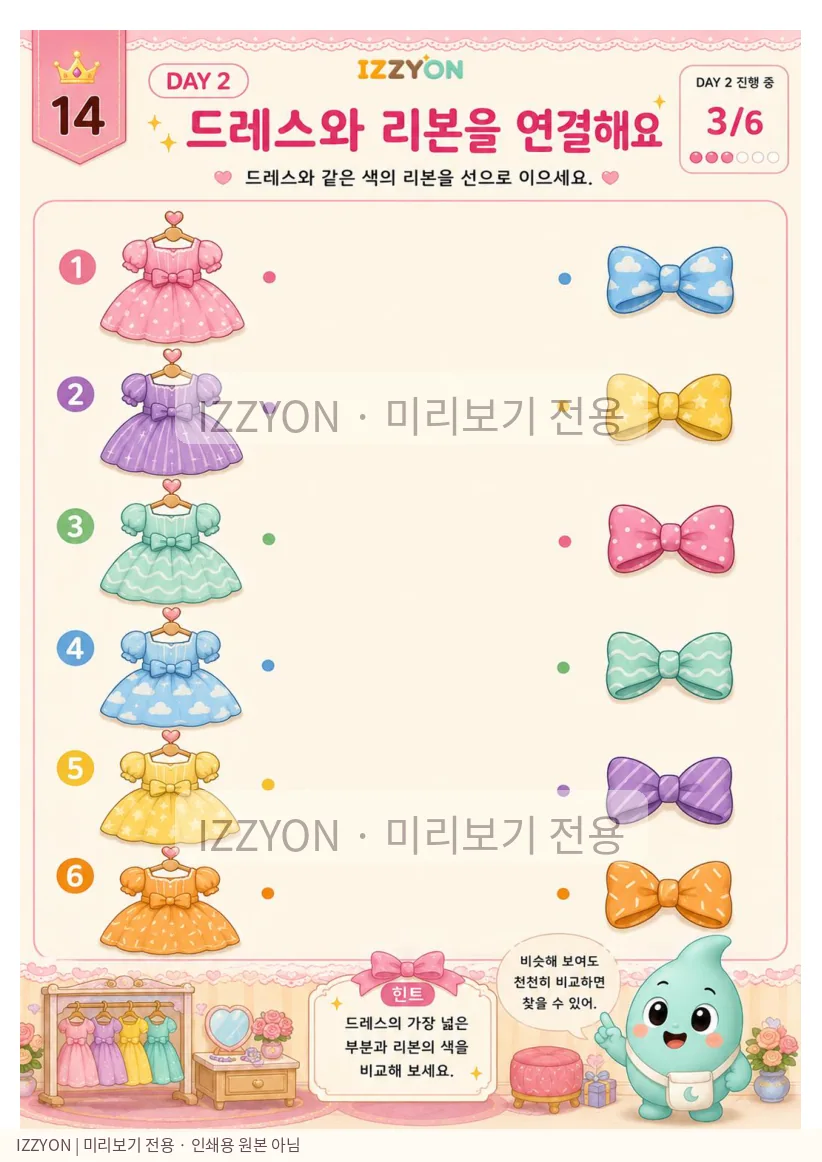 IZZYON
14
DAY 2
DAY 2 진행 중
3/6
드레스와 리본을 연결해요
드레스와 같은 색의 리본을 선으로 이으세요.
1
2
IZZYON · 미리보기 전용
3
4
5
IZZYON · 미리보기 전용
6
비슷해 보여도
천천히 비교하면
찾을 수 있어.
힌트
드레스의 가장 넓은
부분과 리본의 색을
비교해 보세요.
IZZYON | 미리보기 전용 · 인쇄용 원본 아님